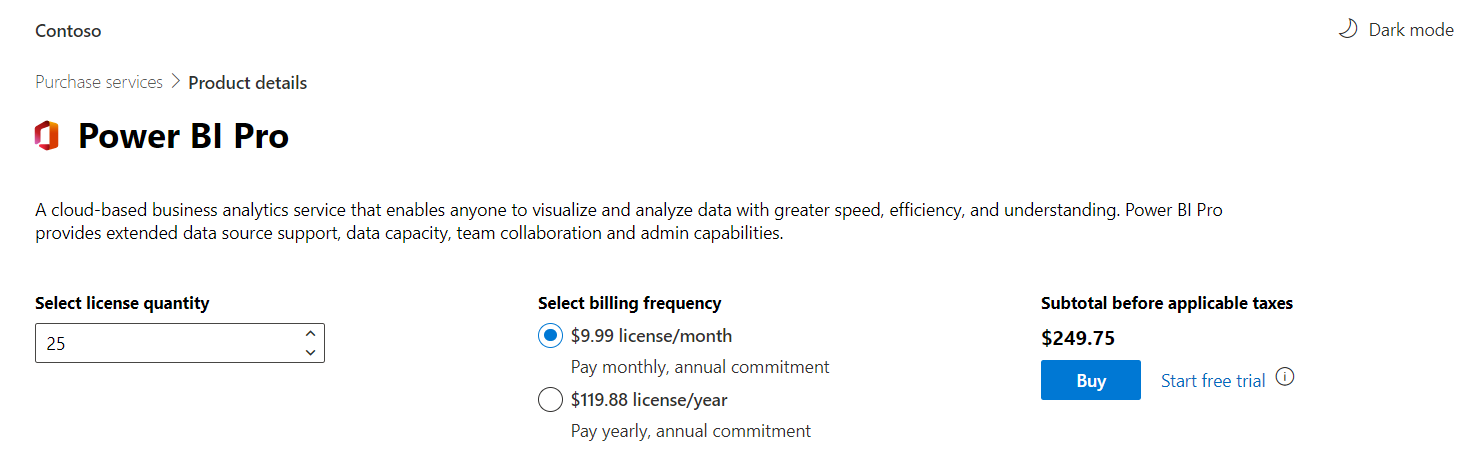 Contoso
Dark mode
Purchase services > Product details
Power BI Pro
A cloud-based business analytics service that enables anyone to visualize and analyze data with greater speed, efficiency, and understanding. Power BI Pro
provides extended data source support, data capacity, team collaboration and admin capabilities.
Select license quantity
25
Select billing frequency
$9.99 license/month
Pay monthly, annual commitment
$119.88 license/year
Pay yearly, annual commitment
Subtotal before applicable taxes
$249.75
Buy
Start free trial